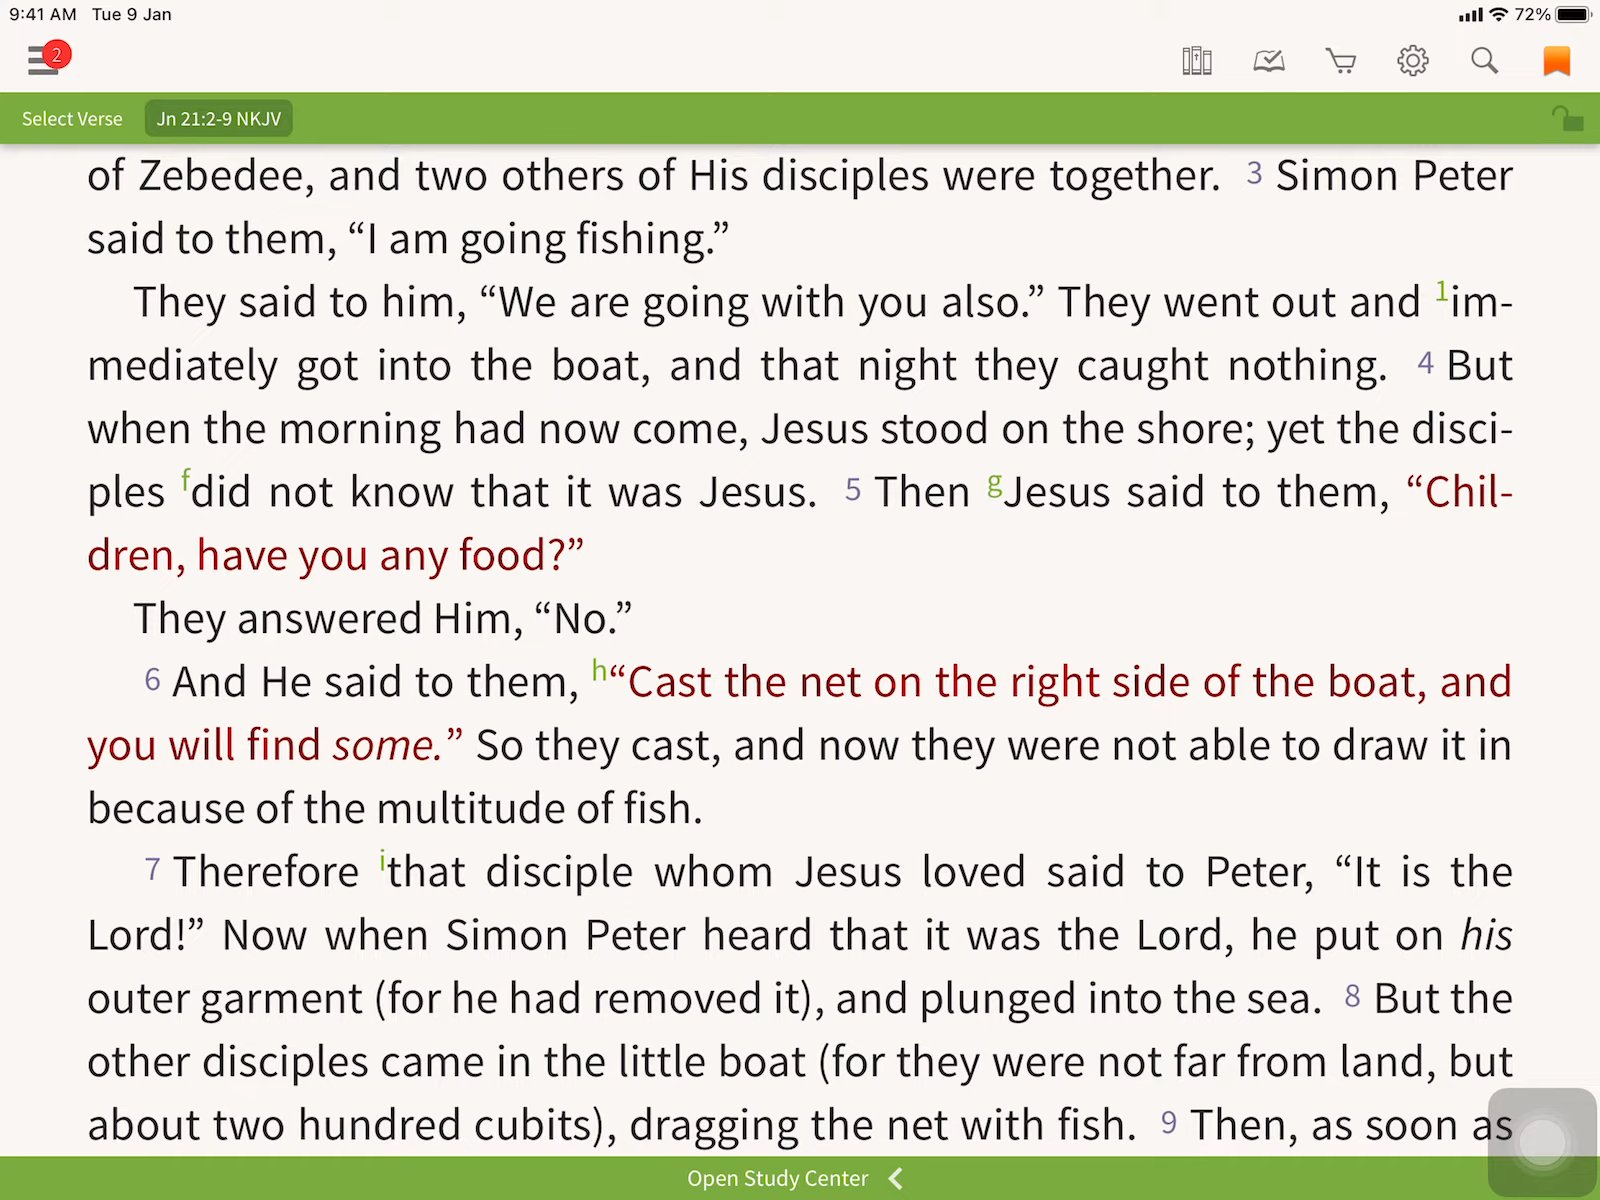 9:41 AM Tue 9 Jan 72%
2
Select Verse Jn 21:2-9 NKJV
of Zebedee, and two others of His disciples were together. 3 Simon Peter
said to them, “I am going fishing.”
They said to him, “We are going with you also.” They went out and 1im-
mediately got into the boat, and that night they caught nothing. 4 But
when the morning had now come, Jesus stood on the shore; yet the disci-
ples fdid not know that it was Jesus. 5 Then gJesus said to them, “Chil-
dren, have you any food?”
They answered Him, “No.”
6 And He said to them, h“Cast the net on the right side of the boat, and
you will find some.” So they cast, and now they were not able to draw it in
because of the multitude of fish.
7 Therefore ithat disciple whom Jesus loved said to Peter, “It is the
Lord!” Now when Simon Peter heard that it was the Lord, he put on his
outer garment (for he had removed it), and plunged into the sea. 8 But the
other disciples came in the little boat (for they were not far from land, but
about two hundred cubits), dragging the net with fish. 9 Then, as soon as
Open Study Center